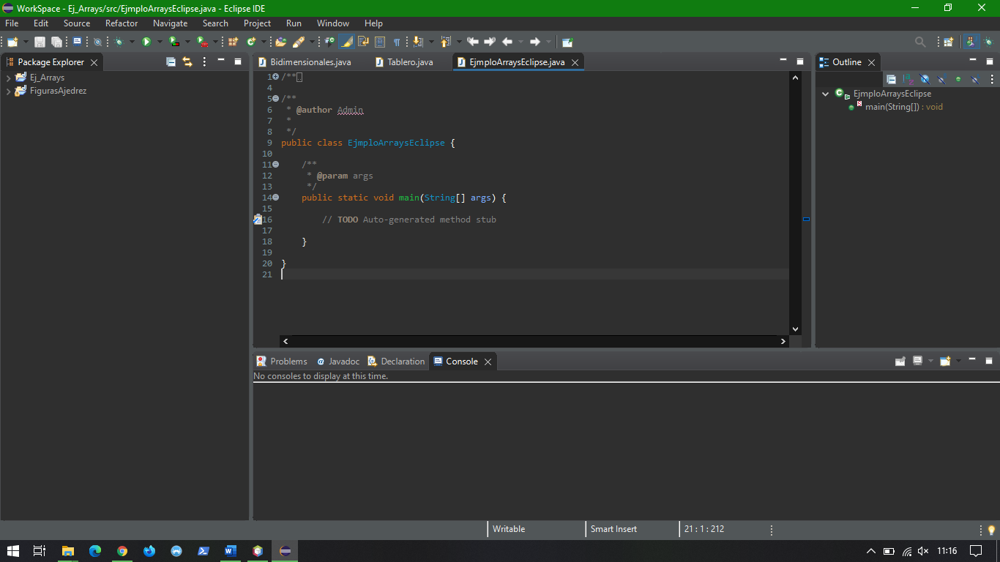 WorkSpace - Ej_Arrays/src/EjmploArraysEclipse.java - Eclipse IDE
File Edit Source Refactor Navigate Search Project Run Window Help
Package Explorer
Ej_Arrays
FigurasAjedrez
Bidimensionales.java Tablero.java EjmploArraysEclipse.java
1 /**
4
5 /**
6  * @author Admin
7  *
8  */
9 public class EjmploArraysEclipse {
10
11     /**
12      * @param args
13      */
14     public static void main(String[] args) {
15
16         // TODO Auto-generated method stub
17
18     }
19
20 }
21
Outline
EjmploArraysEclipse
main(String[]) : void
Problems @ Javadoc Declaration Console
No consoles to display at this time.
Writable Smart Insert 21 : 1 : 212
11:16